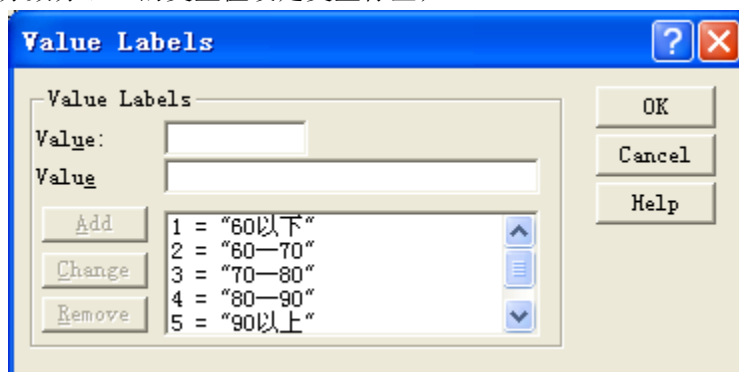 Value Labels
Value Labels
Value:
Value
Add
Change
Remove
1 = "60以下"
2 = "60—70"
3 = "70—80"
4 = "80—90"
5 = "90以上"
OK
Cancel
Help